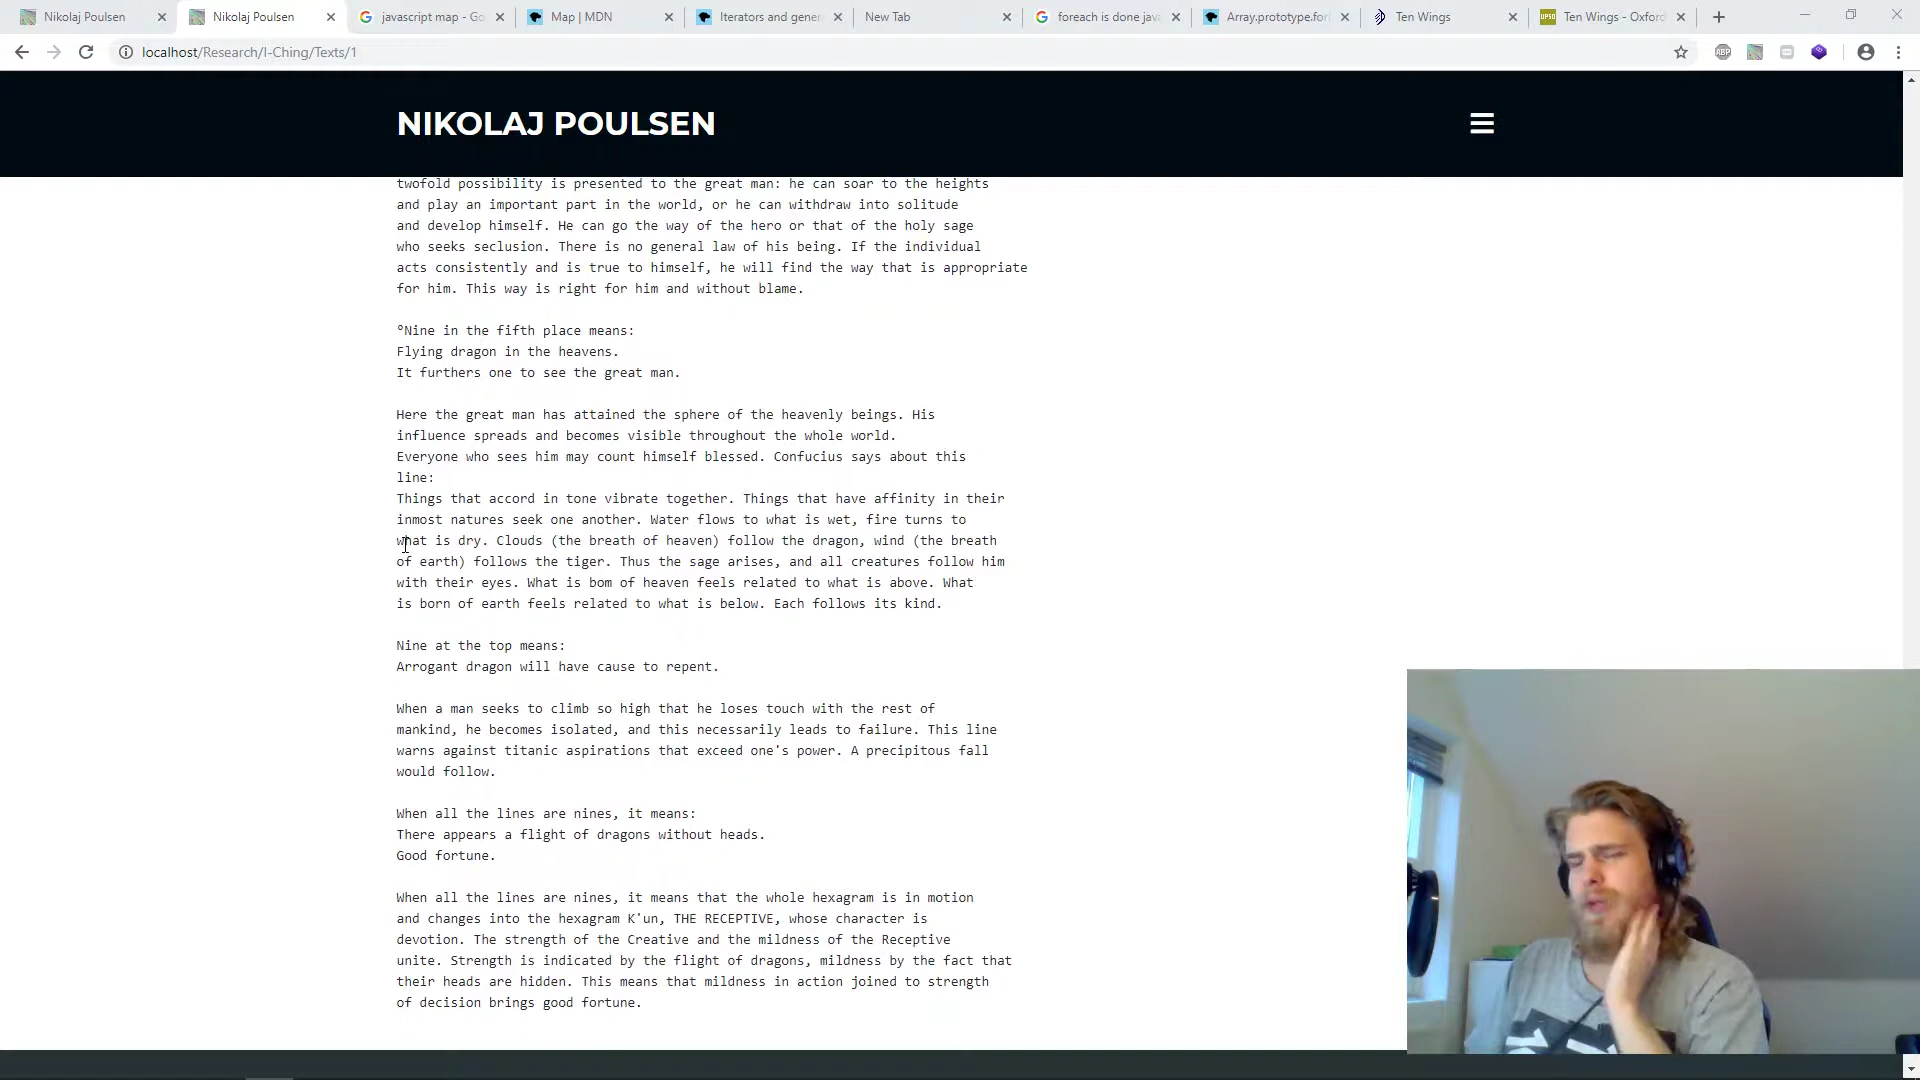 Nikolaj Poulsen
Nikolaj Poulsen
javascript map - Go
Map | MDN
Iterators and gener
New Tab
foreach is done jav
Array.prototype.for
Ten Wings
Ten Wings - Oxford
localhost/Research/I-Ching/Texts/1
ABP
NIKOLAJ POULSEN
twofold possibility is presented to the great man: he can soar to the heights
and play an important part in the world, or he can withdraw into solitude
and develop himself. He can go the way of the hero or that of the holy sage
who seeks seclusion. There is no general law of his being. If the individual
acts consistently and is true to himself, he will find the way that is appropriate
for him. This way is right for him and without blame.
°Nine in the fifth place means:
Flying dragon in the heavens.
It furthers one to see the great man.
Here the great man has attained the sphere of the heavenly beings. His
influence spreads and becomes visible throughout the whole world.
Everyone who sees him may count himself blessed. Confucius says about this
line:
Things that accord in tone vibrate together. Things that have affinity in their
inmost natures seek one another. Water flows to what is wet, fire turns to
what is dry. Clouds (the breath of heaven) follow the dragon, wind (the breath
of earth) follows the tiger. Thus the sage arises, and all creatures follow him
with their eyes. What is bom of heaven feels related to what is above. What
is born of earth feels related to what is below. Each follows its kind.
Nine at the top means:
Arrogant dragon will have cause to repent.
When a man seeks to climb so high that he loses touch with the rest of
mankind, he becomes isolated, and this necessarily leads to failure. This line
warns against titanic aspirations that exceed one's power. A precipitous fall
would follow.
When all the lines are nines, it means:
There appears a flight of dragons without heads.
Good fortune.
When all the lines are nines, it means that the whole hexagram is in motion
and changes into the hexagram K'un, THE RECEPTIVE, whose character is
devotion. The strength of the Creative and the mildness of the Receptive
unite. Strength is indicated by the flight of dragons, mildness by the fact that
their heads are hidden. This means that mildness in action joined to strength
of decision brings good fortune.